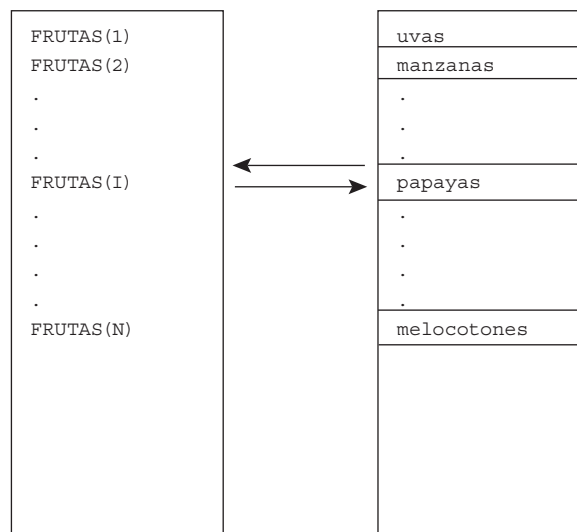 FRUTAS(1)
FRUTAS(2)
.
.
.
FRUTAS(I)
.
.
.
.
FRUTAS(N)
uvas
manzanas
.
.
.
papayas
.
.
.
.
melocotones